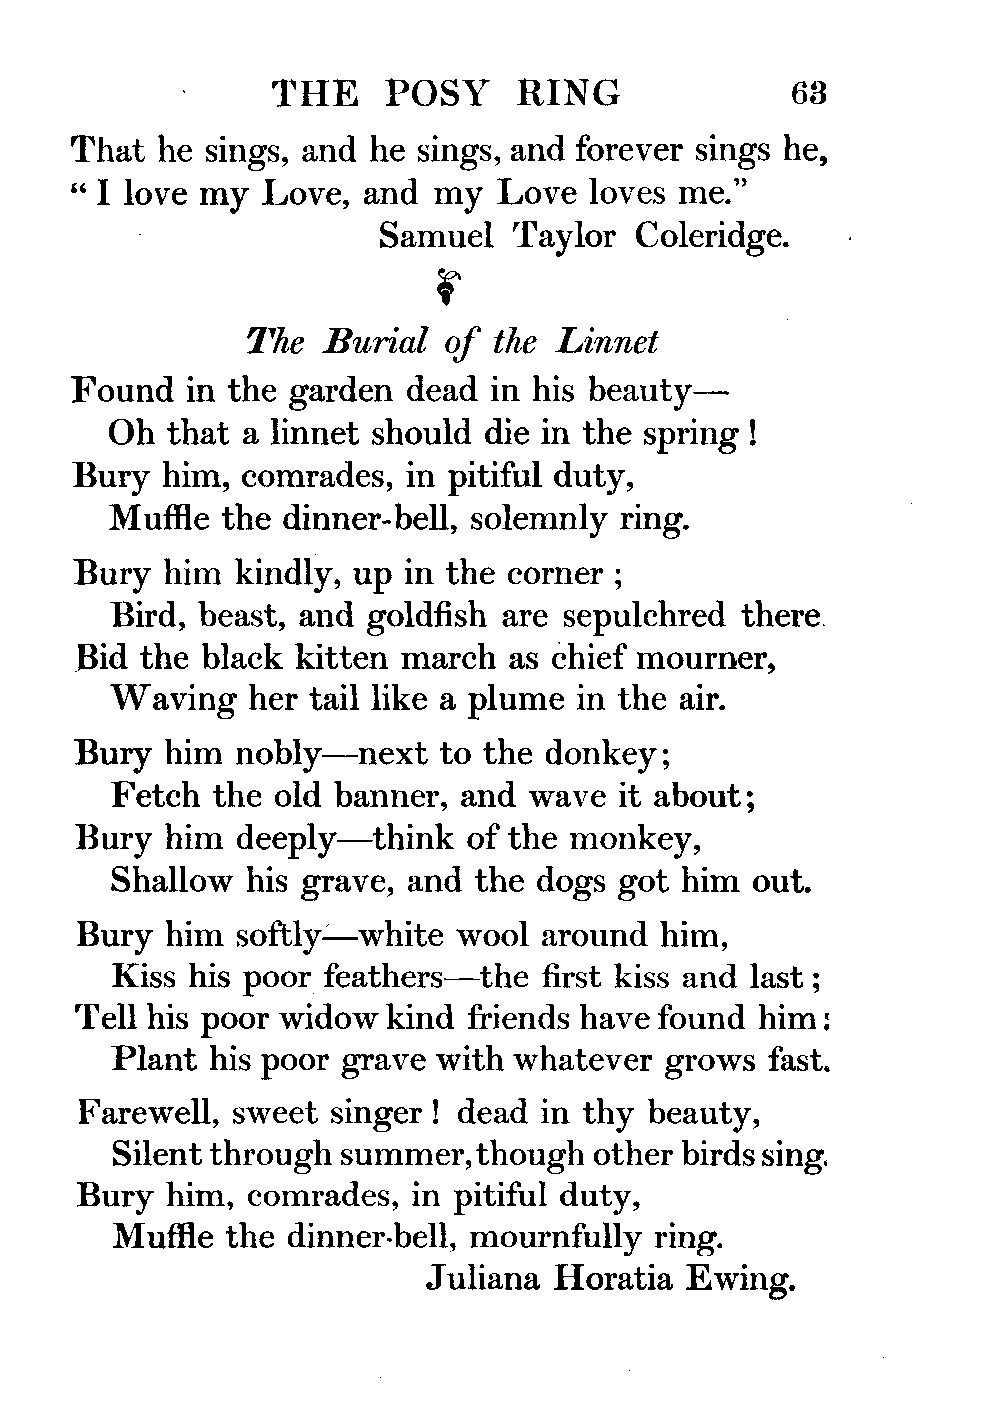 THE POSY RING 63
That he sings, and he sings, and forever sings he,
“ I love my Love, and my Love loves me.”
Samuel Taylor Coleridge.
The Burial of the Linnet
Found in the garden dead in his beauty—
Oh that a linnet should die in the spring !
Bury him, comrades, in pitiful duty,
Muffle the dinner-bell, solemnly ring.
Bury him kindly, up in the corner ;
Bird, beast, and goldfish are sepulchred there.
Bid the black kitten march as chief mourner,
Waving her tail like a plume in the air.
Bury him nobly—next to the donkey;
Fetch the old banner, and wave it about;
Bury him deeply—think of the monkey,
Shallow his grave, and the dogs got him out.
Bury him softly—white wool around him,
Kiss his poor feathers—the first kiss and last ;
Tell his poor widow kind friends have found him:
Plant his poor grave with whatever grows fast.
Farewell, sweet singer ! dead in thy beauty,
Silent through summer, though other birds sing.
Bury him, comrades, in pitiful duty,
Muffle the dinner-bell, mournfully ring.
Juliana Horatia Ewing.